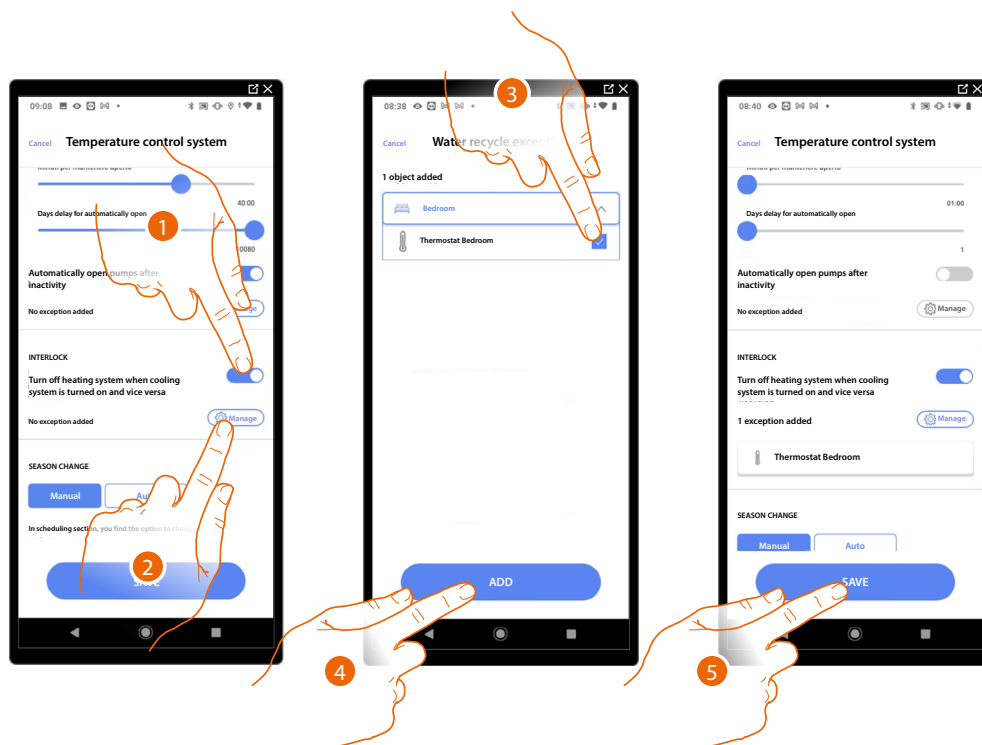 09:08
Cancel Temperature control system
40:00
Days delay for automatically open
1
0080
Automatically open pumps after
inactivity
No exception added
INTERLOCK
Turn off heating system when cooling
system is turned on and vice versa
No exception added Manage
SEASON CHANGE
Manual
In scheduling section, you find the option to
2
3
08:38
Cancel Water recycle
1 object added
Bedroom
Thermostat Bedroom
ADD
4
08:40
Cancel Temperature control system
Minuti per mantenere aperto
01:00
Days delay for automatically open
1
Automatically open pumps after
inactivity
No exception added Manage
INTERLOCK
Turn off heating system when cooling
system is turned on and vice versa
1 exception added Manage
Thermostat Bedroom
SEASON CHANGE
Manual Auto
SAVE
5